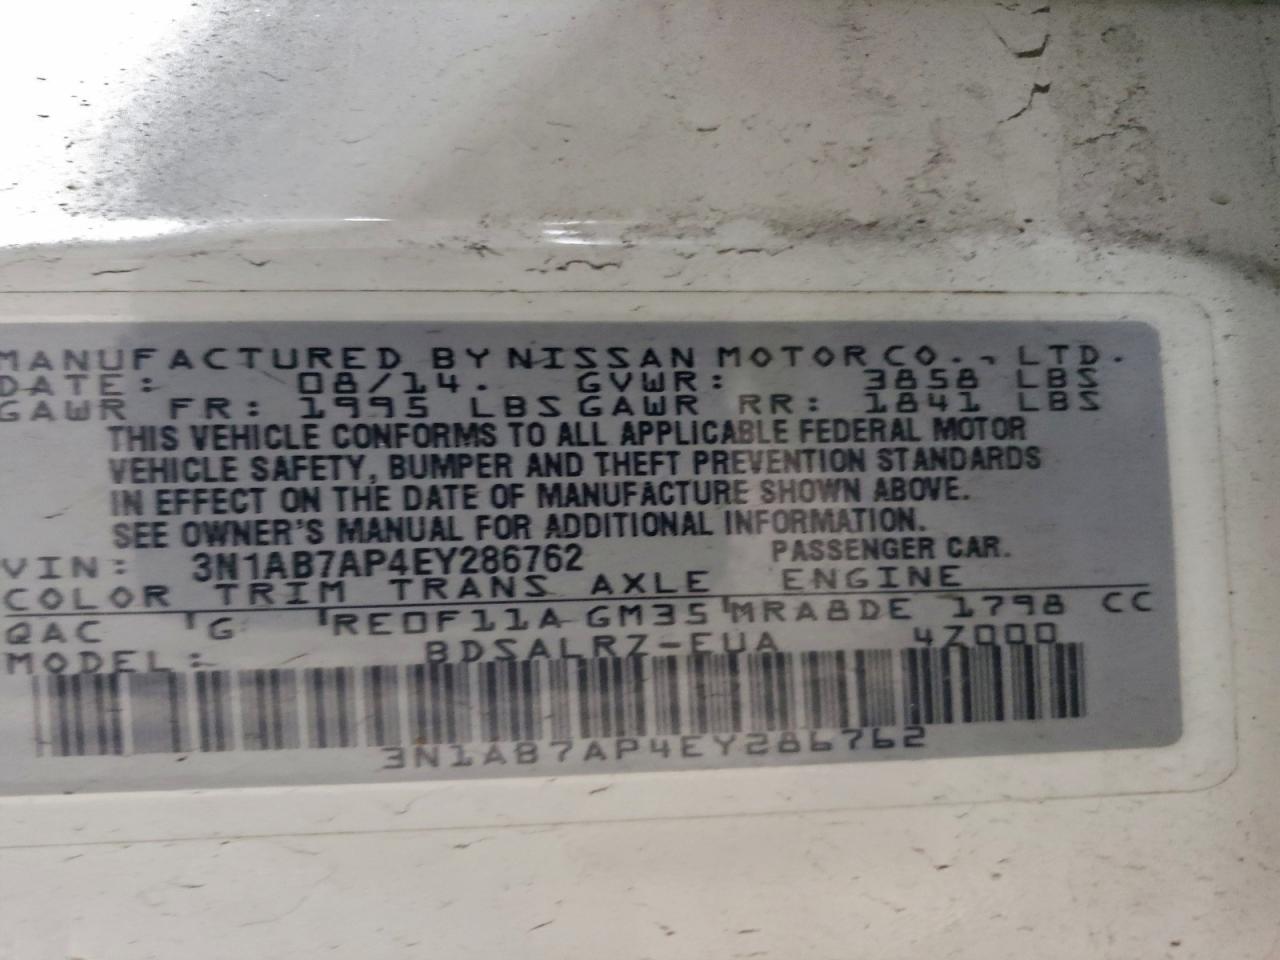 MANUFACTURED BY NISSAN MOTOR CO., LTD.
DATE: 08/14. GVWR: 3858 LBS
GAWR FR: 1995 LBS GAWR RR: 1841 LBS
THIS VEHICLE CONFORMS TO ALL APPLICABLE FEDERAL MOTOR
VEHICLE SAFETY, BUMPER AND THEFT PREVENTION STANDARDS
IN EFFECT ON THE DATE OF MANUFACTURE SHOWN ABOVE.
SEE OWNER'S MANUAL FOR ADDITIONAL INFORMATION.
VIN: 3N1AB7AP4EY286762 PASSENGER CAR.
COLOR TRIM TRANS AXLE ENGINE
QAC G RE0F11A GM35 MRA8DE 1798 CC
MODEL: BDSALRZ-EUA 4Z000
3N1AB7AP4EY286762